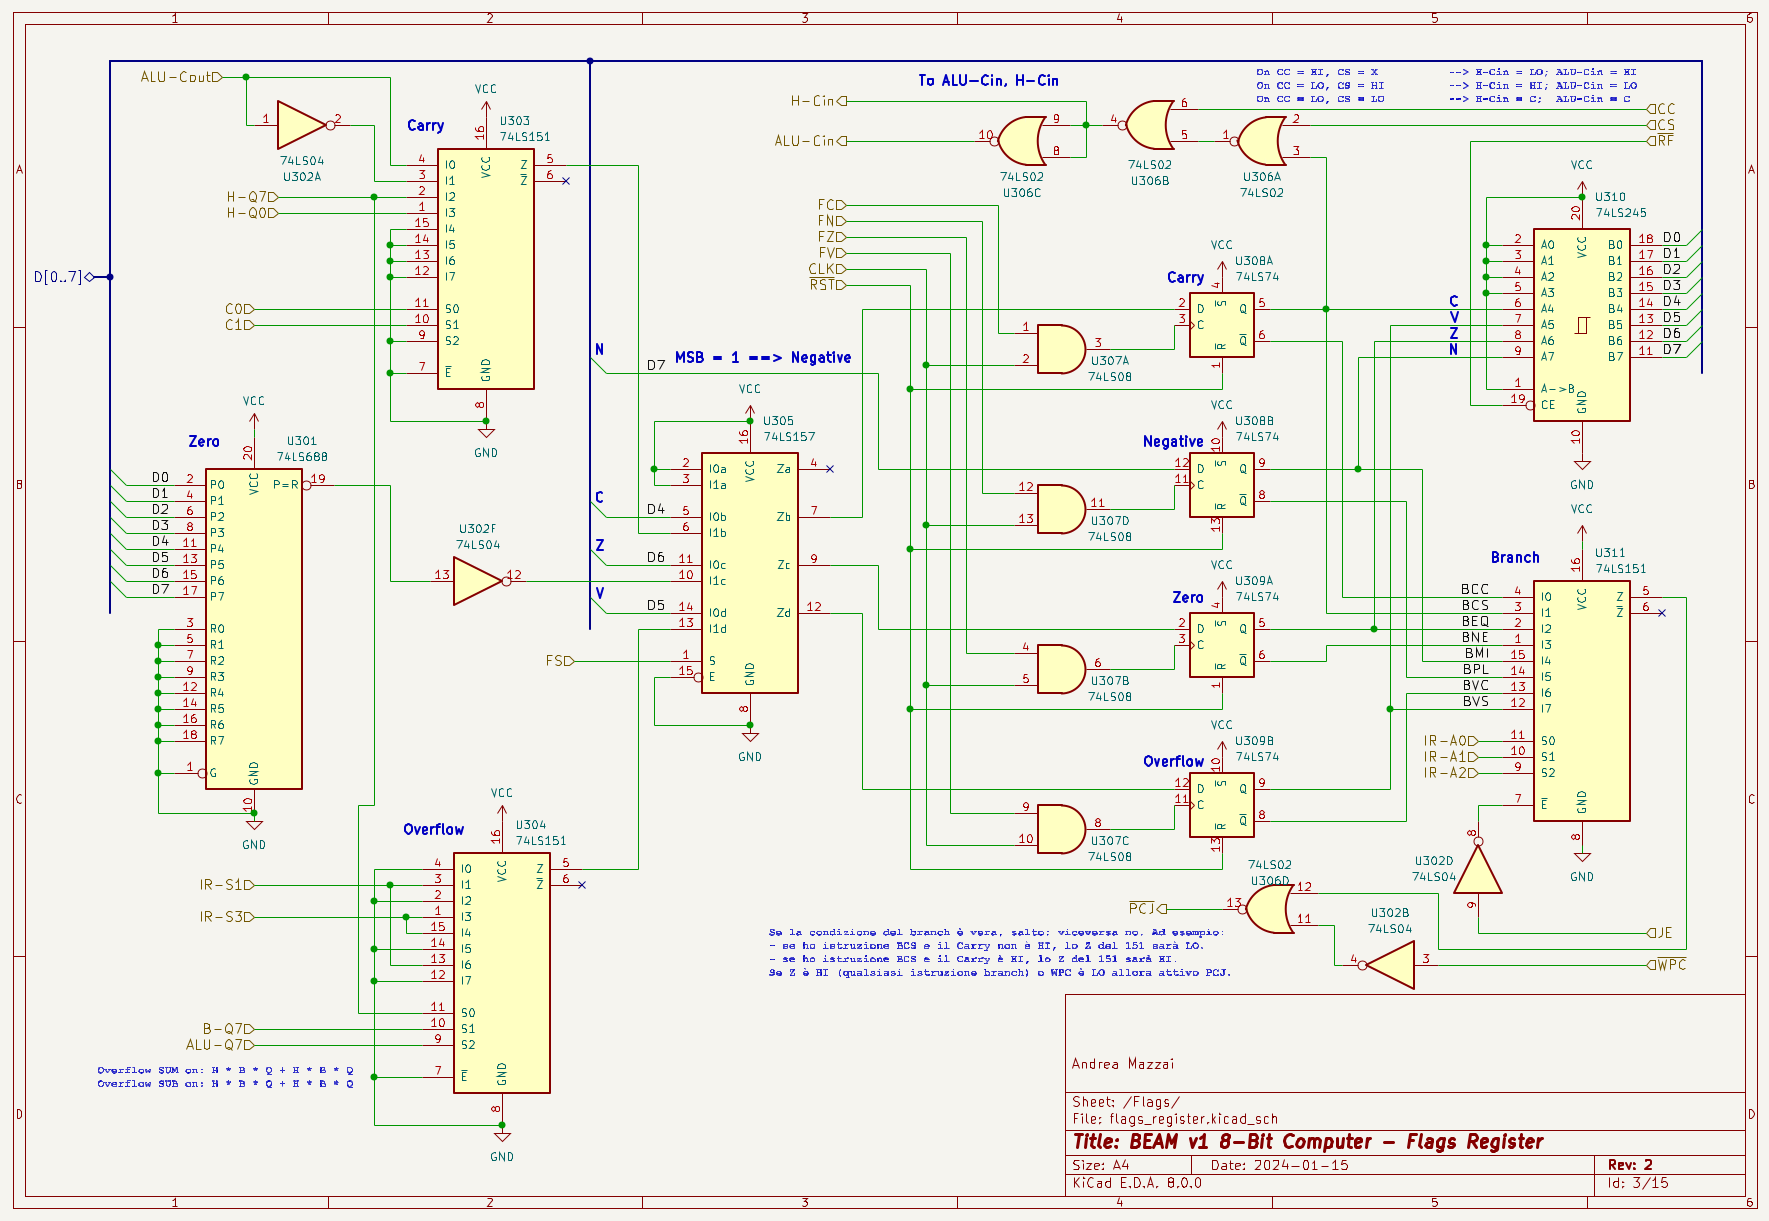 1 2 3 4 5 6
A B C D
ALU-Cout
1 2
74LS04
U302A
H-Q7
H-Q0
C0
C1
D[0..7]
Carry
VCC
U303
74LS151
16 VCC
4 I0 Z 5
3 I1 Z 6
2 I2
1 I3
15 I4
14 I5
13 I6
12 I7
11 S0
10 S1
9 S2
7 E
GND 8
GND
Zero
VCC
U301
74LS688
20 VCC
D0 2 P0 P=R 19
D1 4 P1
D2 6 P2
D3 8 P3
D4 11 P4
D5 13 P5
D6 15 P6
D7 17 P7
3 R0
5 R1
7 R2
9 R3
12 R4
14 R5
16 R6
18 R7
1 G
GND 10
GND
U302F
74LS04
13 12
Overflow
VCC
U304
74LS151
16 VCC
IR-S1
IR-S3
4 I0 Z 5
3 I1 Z 6
2 I2
1 I3
15 I4
14 I5
13 I6
12 I7
11 S0
B-Q7 10 S1
ALU-Q7 9 S2
7 E
GND 8
GND
Overflow SUM on: H * B * Q + H * B * Q
Overflow SUB on: H * B * Q + H * B * Q
N
D7
MSB = 1 ==> Negative
VCC
U305
74LS157
16 VCC
2 I0a Za 4
3 I1a
C D4 5 I0b Zb 7
6 I1b
Z D6 11 I0c Zc 9
10 I1c
V D5 14 I0d Zd 12
13 I1d
FS 1 S
15 E
GND 8
GND
To ALU-Cin, H-Cin
On CC = HI, CS = X --> H-Cin = LO; ALU-Cin = HI
On CC = LO, CS = HI --> H-Cin = HI; ALU-Cin = LO
On CC = LO, CS = LO --> H-Cin = C; ALU-Cin = C
H-Cin
ALU-Cin
10 9 8
74LS02
U306C
4 6 5
74LS02
U306B
1 2 3
U306A
74LS02
CC
CS
RF
FC
FN
FZ
FV
CLK
RST
1 2 3
U307A
74LS08
Carry
VCC
U308A
74LS74
4 S
2 D Q 5
3 C Q 6
R 1
12 13 11
U307D
74LS08
Negative
VCC
U308B
74LS74
10 S
12 D Q 9
11 C Q 8
R 13
4 5 6
U307B
74LS08
Zero
VCC
U309A
74LS74
4 S
2 D Q 5
3 C Q 6
R 1
9 10 8
U307C
74LS08
Overflow
VCC
U309B
74LS74
10 S
12 D Q 9
11 C Q 8
R 13
VCC
U310
74LS245
20 VCC
2 A0 B0 18 D0
3 A1 B1 17 D1
4 A2 B2 16 D2
5 A3 B3 15 D3
C 6 A4 B4 14 D4
V 7 A5 B5 13 D5
Z 8 A6 B6 12 D6
N 9 A7 B7 11 D7
1 A->B
19 CE
GND 10
GND
Branch
VCC
U311
74LS151
16 VCC
BCC 4 I0 Z 5
BCS 3 I1 Z 6
BEQ 2 I2
BNE 1 I3
BMI 15 I4
BPL 14 I5
BVC 13 I6
BVS 12 I7
IR-A0 11 S0
IR-A1 10 S1
IR-A2 9 S2
7 E
GND 8
GND
U302D
74LS04
8 9
JE
74LS02
U306D
PCJ 13 12 11
U302B
74LS04
4 3
WPC
Se la condizione del branch è vera, salto; viceversa no. Ad esempio:
- se ho istruzione BCS e il Carry non è HI, lo Z del 151 sarà LO.
- se ho istruzione BCS e il Carry è HI, lo Z del 151 sarà HI.
Se Z è HI (qualsiasi istruzione branch) o WPC è LO allora attivo PCJ.
Andrea Mazzai
Sheet: /Flags/
File: flags_register.kicad_sch
Title: BEAM v1 8-Bit Computer - Flags Register
Size: A4 Date: 2024-01-15 Rev: 2
KiCad E.D.A. 8.0.0 Id: 3/15
1 2 3 4 5 6
A B C D